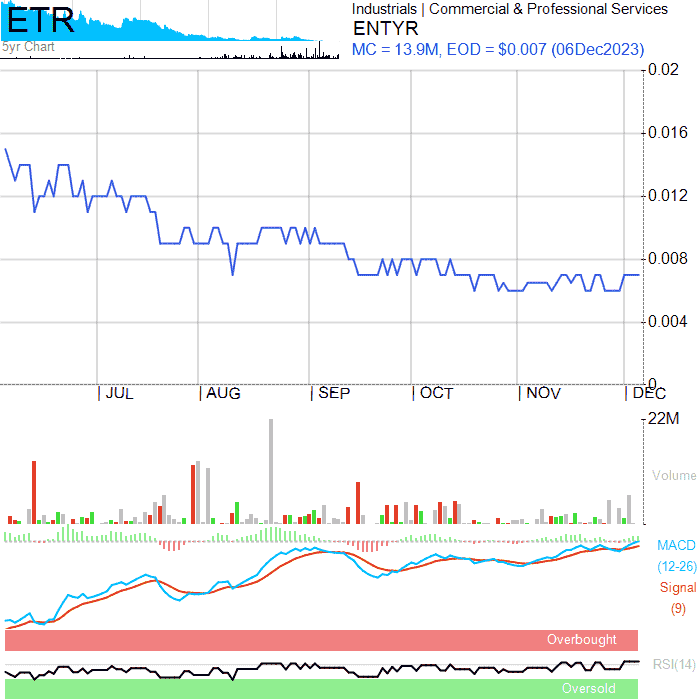 ETR
5yr Chart
Industrials | Commercial & Professional Services
ENTYR
MC = 13.9M, EOD = $0.007 (06Dec2023)
0.02
0.016
0.012
0.008
0.004
0
| JUL | AUG | SEP | OCT | NOV | DEC
22M
Volume
MACD
(12-26)
Signal
(9)
Overbought
RSI(14)
Oversold